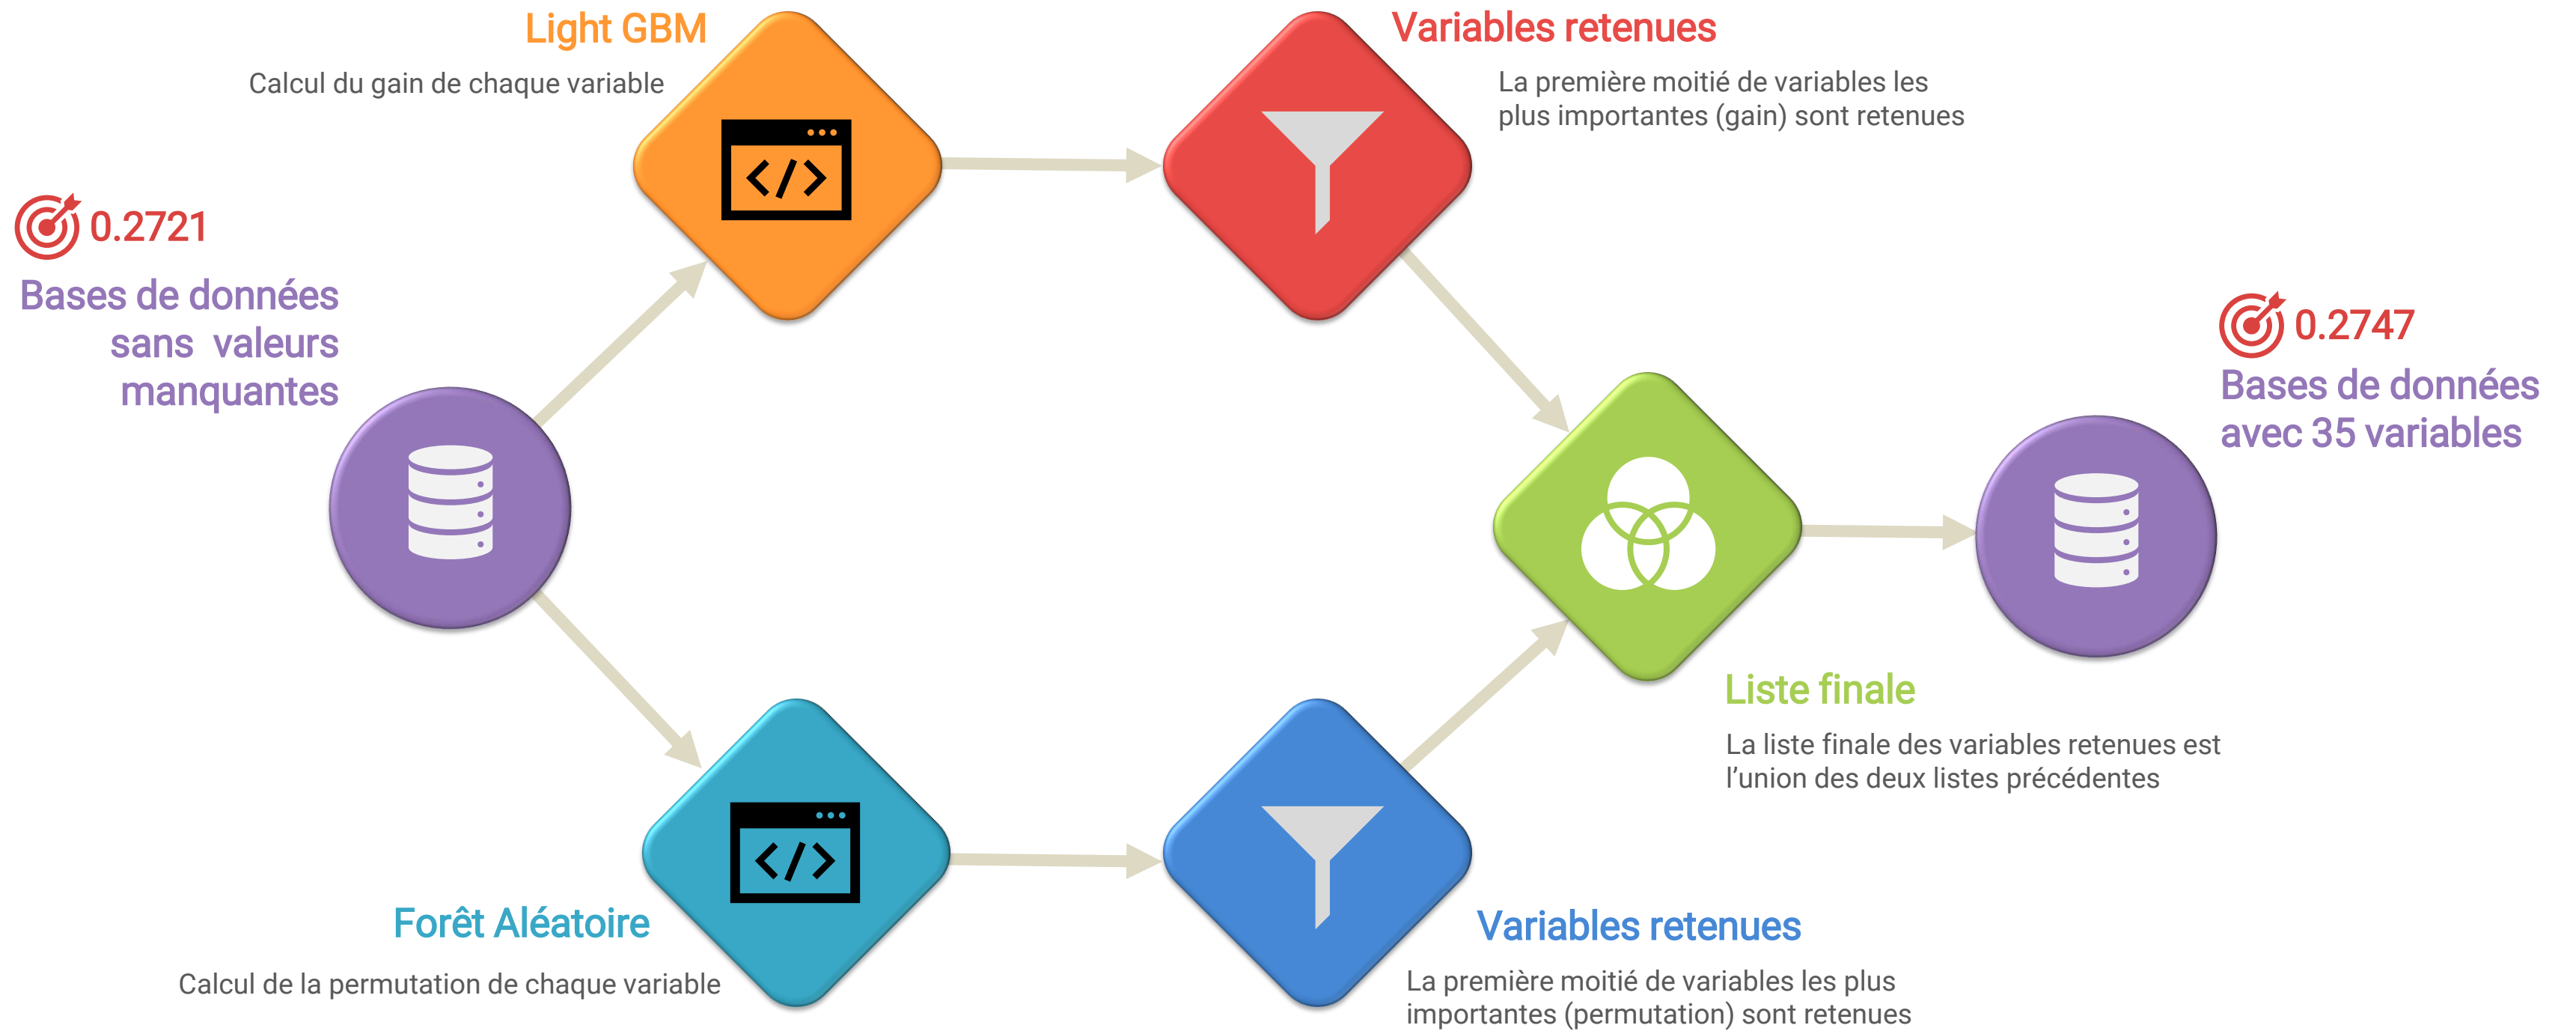 Light GBM
Calcul du gain de chaque variable
Variables retenues
La première moitié de variables les
plus importantes (gain) sont retenues
0.2721
Bases de données
sans valeurs
manquantes
0.2747
Bases de données
avec 35 variables
Liste finale
La liste finale des variables retenues est
l’union des deux listes précédentes
Forêt Aléatoire
Calcul de la permutation de chaque variable
Variables retenues
La première moitié de variables les plus
importantes (permutation) sont retenues